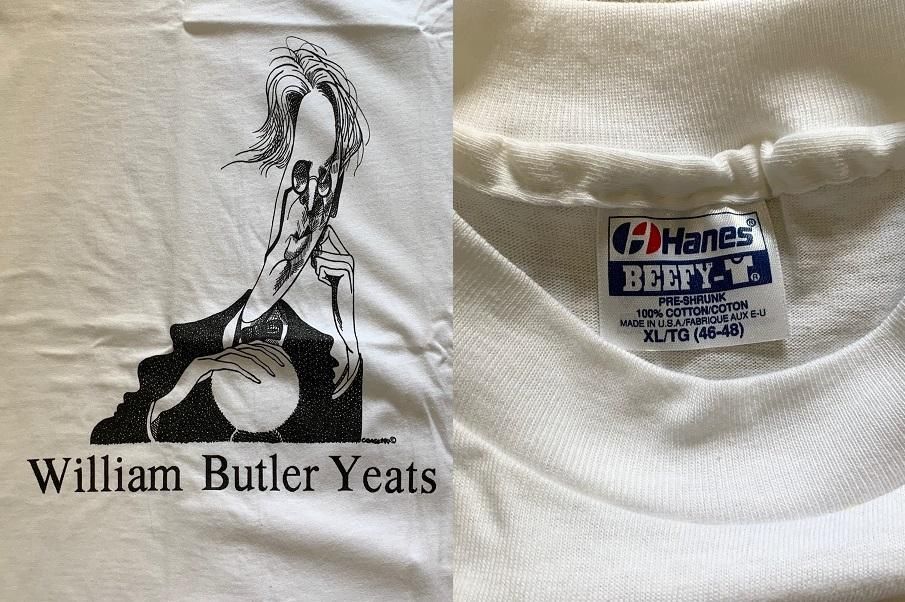 William Butler Yeats
Hanes®
BEEFY-T®
PRE-SHRUNK
100% COTTON/COTON
MADE IN U.S.A./FABRIQUE AUX E-U
XL/TG (46-48)